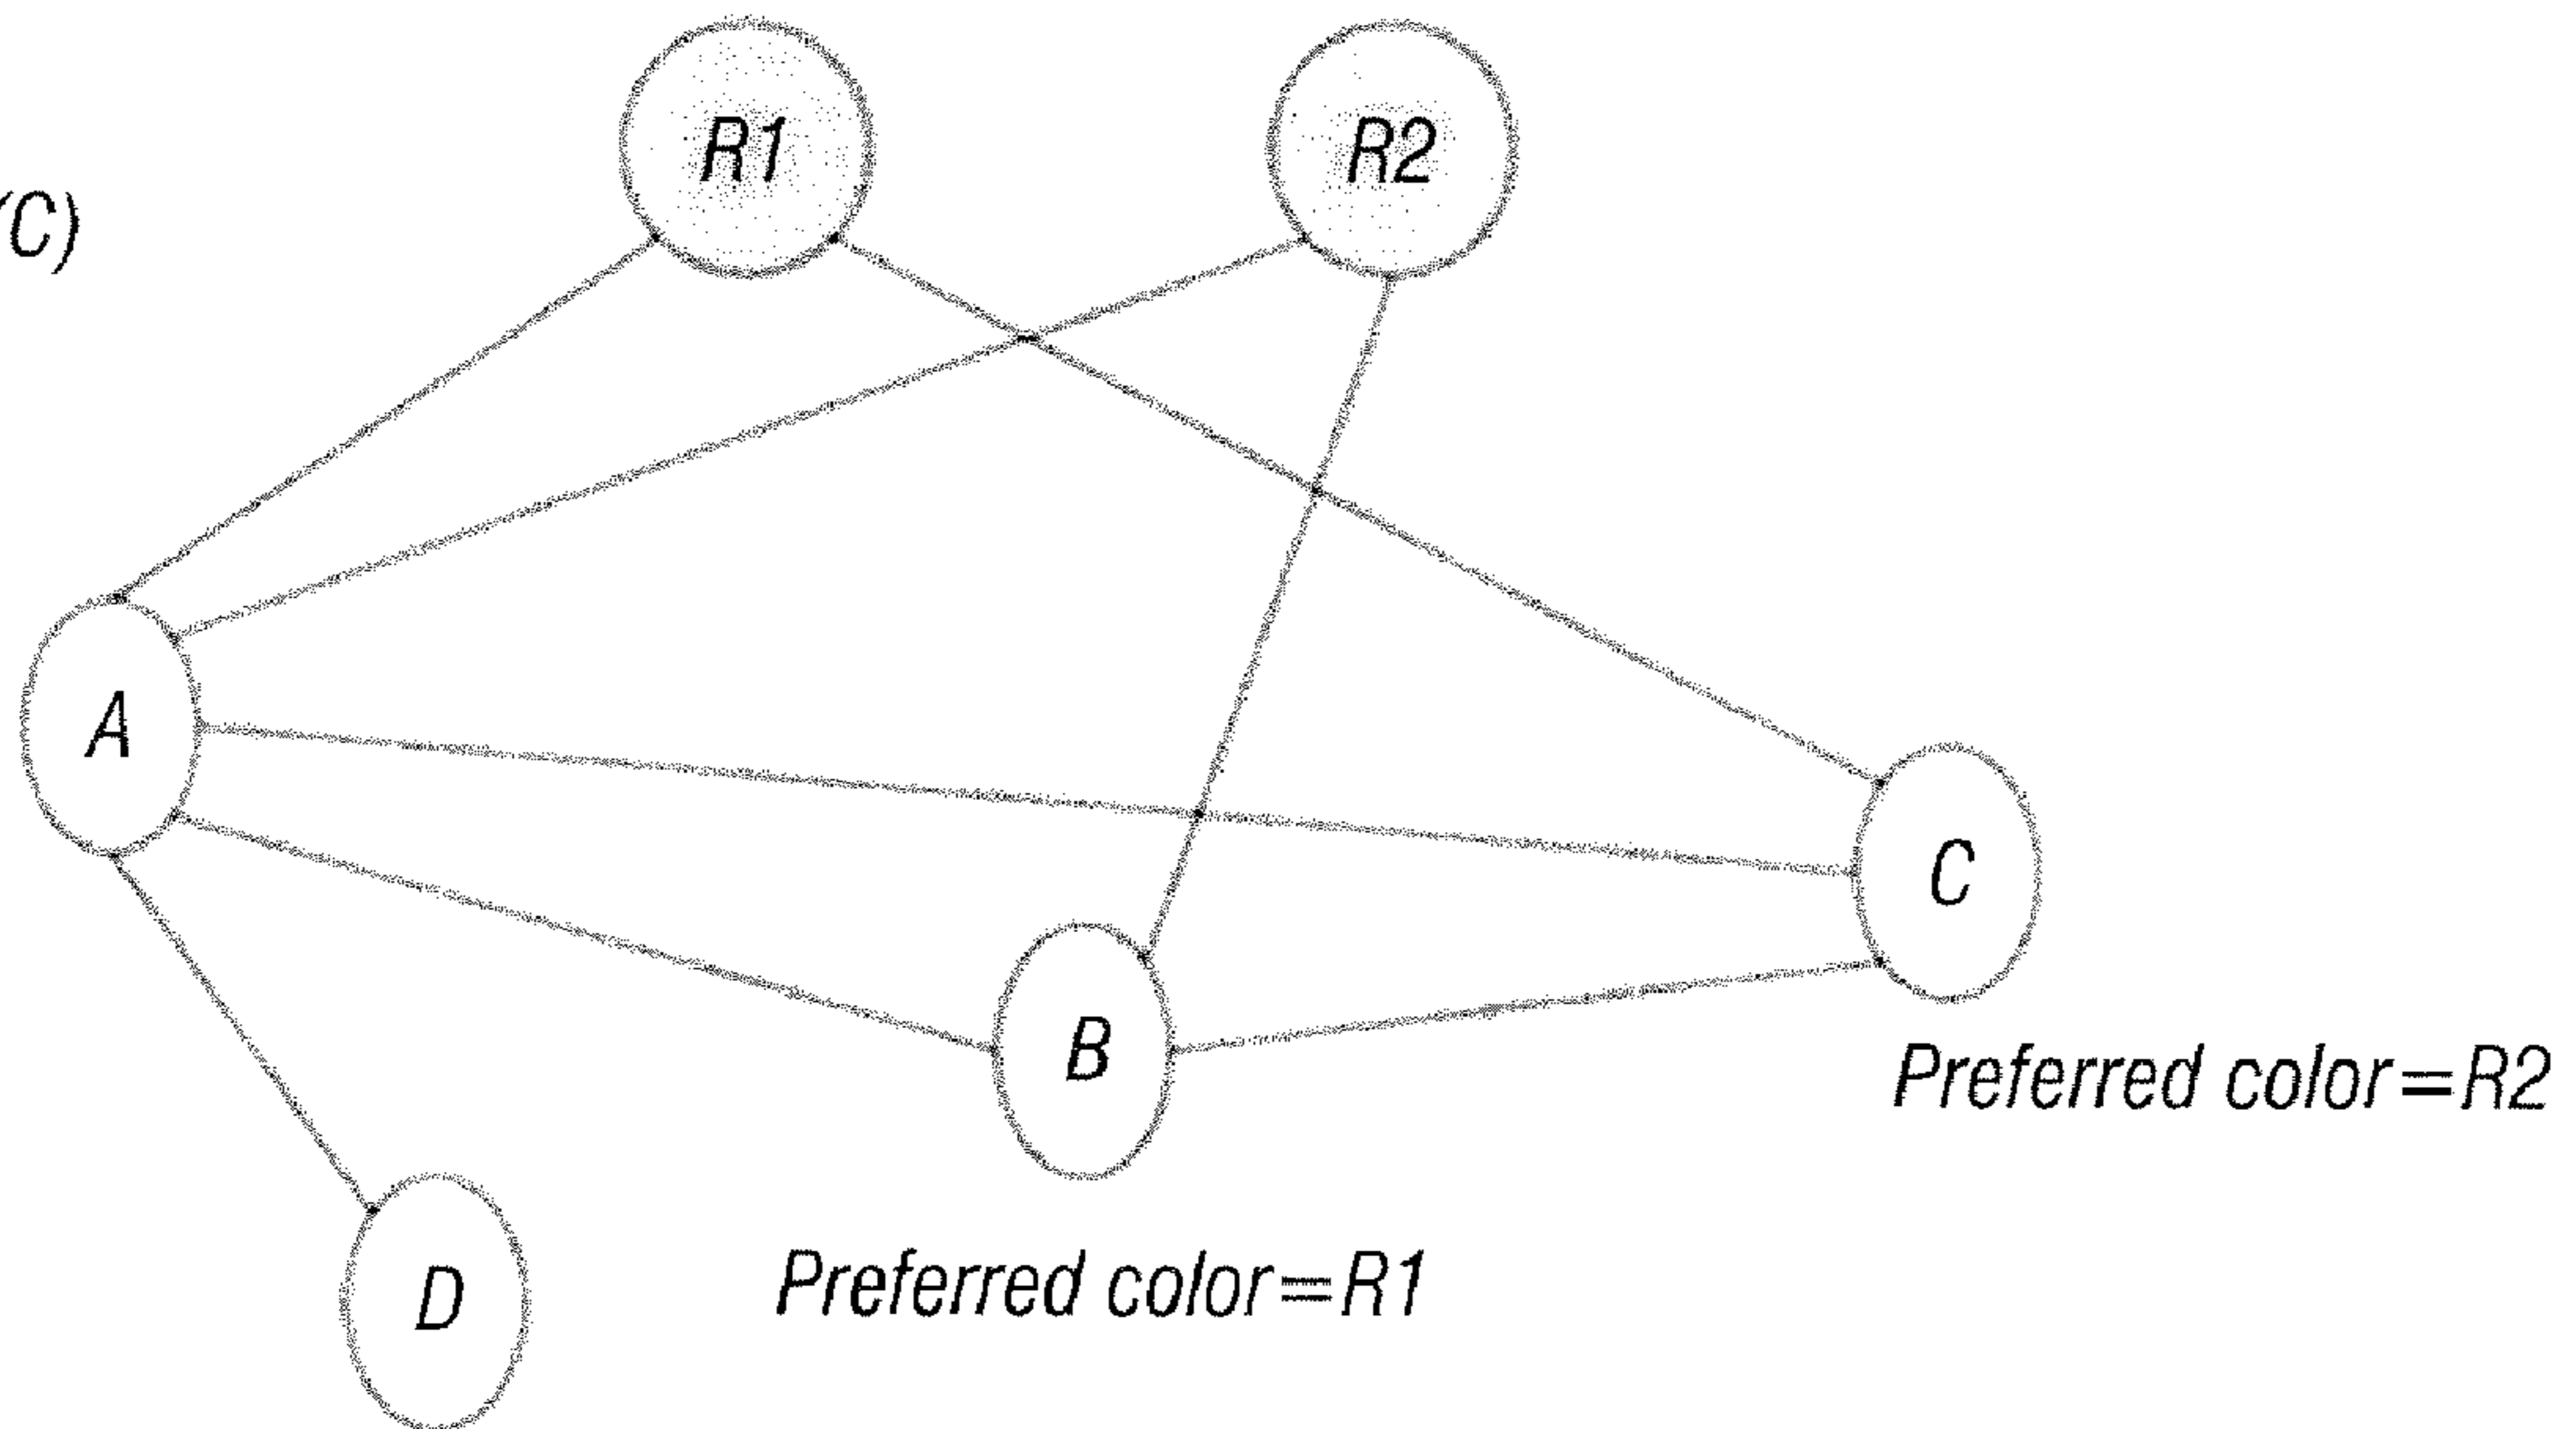 R1
R2
(C)
A
C
B
Preferred color=R2
D
Preferred color=R1